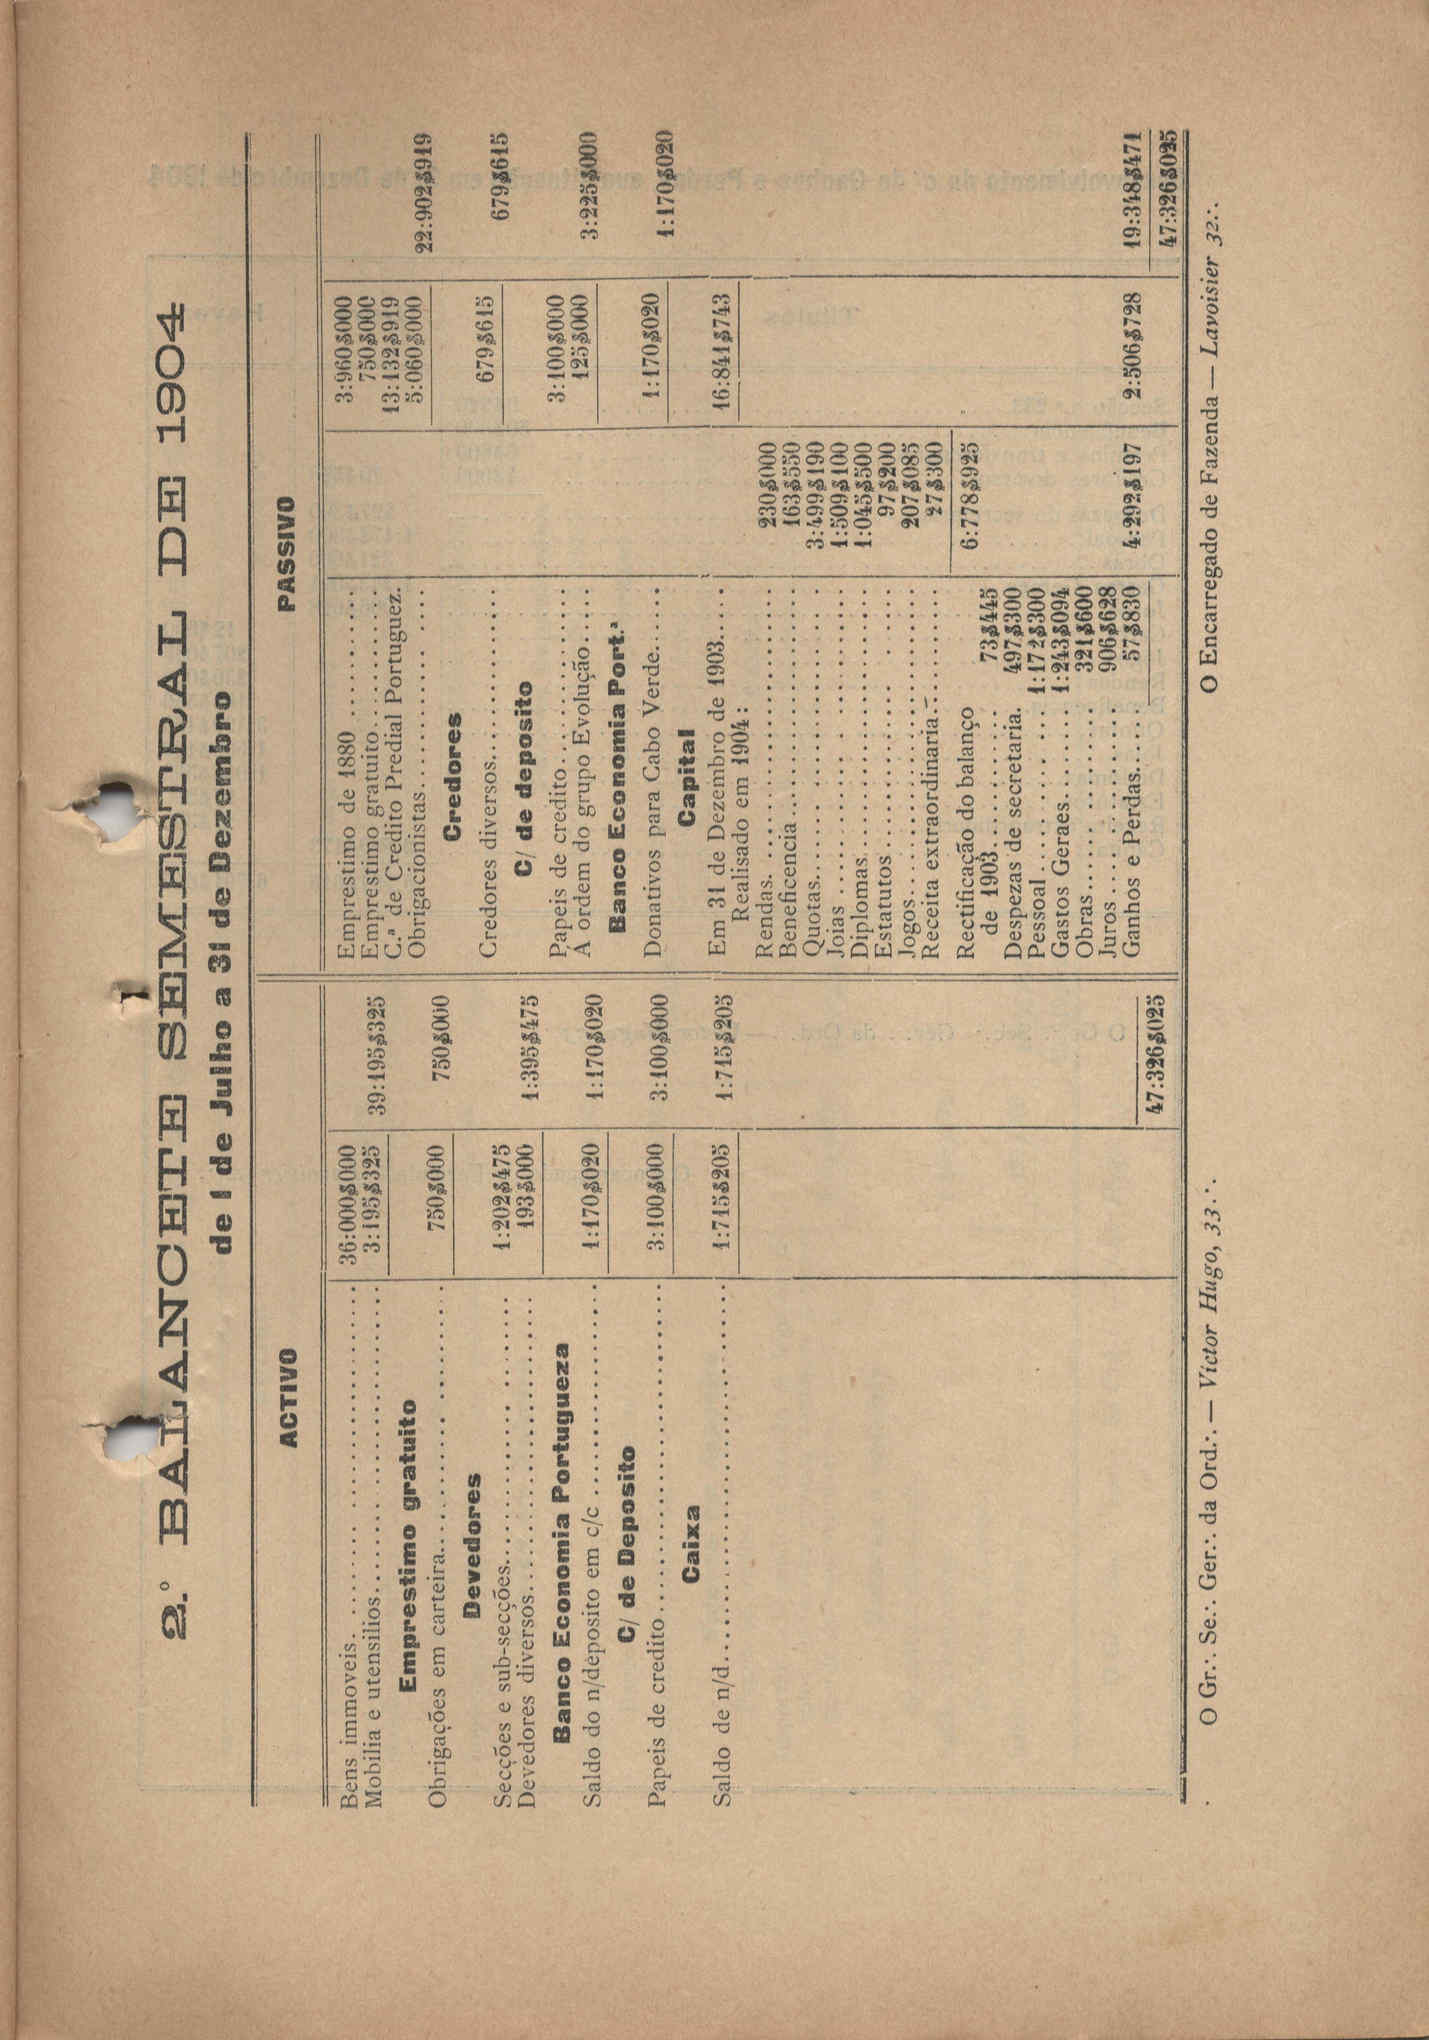 2.º BALANCETE SEMESTRAL DE 1904
de 1 de Julho a 31 de Dezembro
ACTIVO
Bens immoveis. ........ 36:000$000
Mobilia e utensilios........ 3:195$325 39:195$325
Emprestimo gratuito
Obrigações em carteira........ 750$000 750$000
Devedores
Secções e sub-secções........ 1:202$475
Devedores diversos........ 193$000 1:395$475
Banco Economia Portugueza
Saldo do n/deposito em c/c ........ 1:170$020 1:170$020
C/ de Deposito
Papeis de credito........ 3:100$000 3:100$000
Caixa
Saldo de n/d........ 1:715$205 1:715$205
47:326$025
PASSIVO
Emprestimo de 1880 ........ 3:960$000
Emprestimo gratuito........ 750$000
C.ª de Credito Predial Portuguez. 13:132$919
Obrigacionistas........ 5:060$000 22:902$919
Credores
Credores diversos........ 679$615 679$615
C/ de deposito
Papeis de credito........ 3:100$000
A ordem do grupo Evolução..... 125$000 3:225$000
Banco Economia Port.ª
Donativos para Cabo Verde...... 1:170$020 1:170$020
Capital
Em 31 de Dezembro de 1903..... 16:841$743
Realisado em 1904:
Rendas. ........ 230$000
Beneficencia ........ 163$550
Quotas........ 3:499$190
Joias ........ 1:509$100
Diplomas........ 1:045$500
Estatutos ........ 97$200
Jogos........ 207$085
Receita extraordinaria........ 27$300
6:778$925
Rectificação do balanço
de 1903........ 73$445
Despezas de secretaria. 497$300
Pessoal ........ 1:172$300
Gastos Geraes........ 1:243$094
Obras........ 321$600
Juros ........ 906$628
Ganhos e Perdas..... 57$830 4:292$197 2:506$728 19:348$471
47:326$025
O Gr∴ Se∴ Ger∴ da Ord∴ — Victor Hugo, 33∴
O Encarregado de Fazenda — Lavoisier 32∴